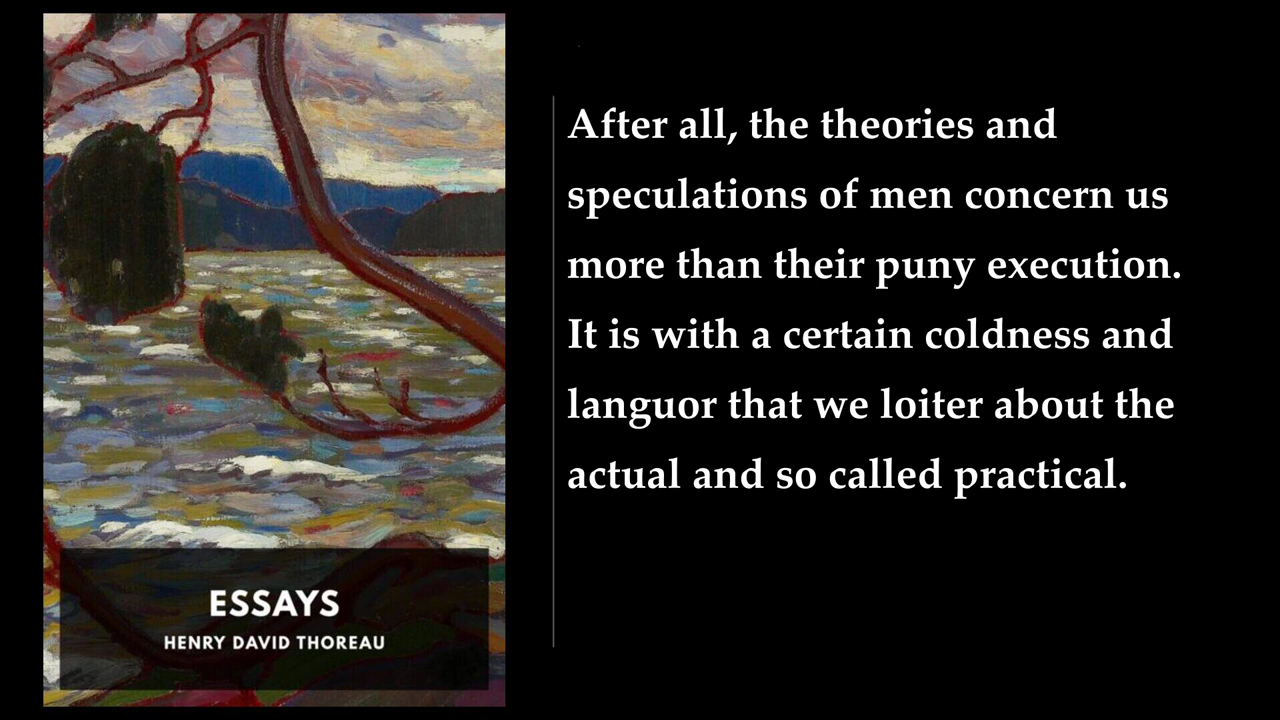 After all, the theories and
speculations of men concern us
more than their puny execution.
It is with a certain coldness and
languor that we loiter about the
actual and so called practical.
ESSAYS
HENRY DAVID THOREAU